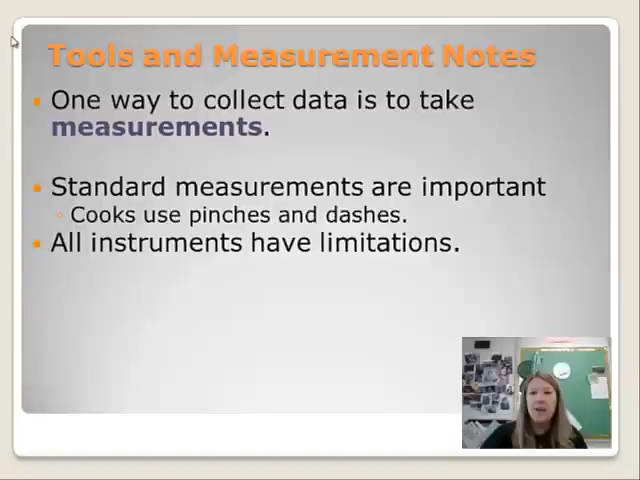 Tools and Measurement Notes
One way to collect data is to take
measurements.
Standard measurements are important
Cooks use pinches and dashes.
All instruments have limitations.